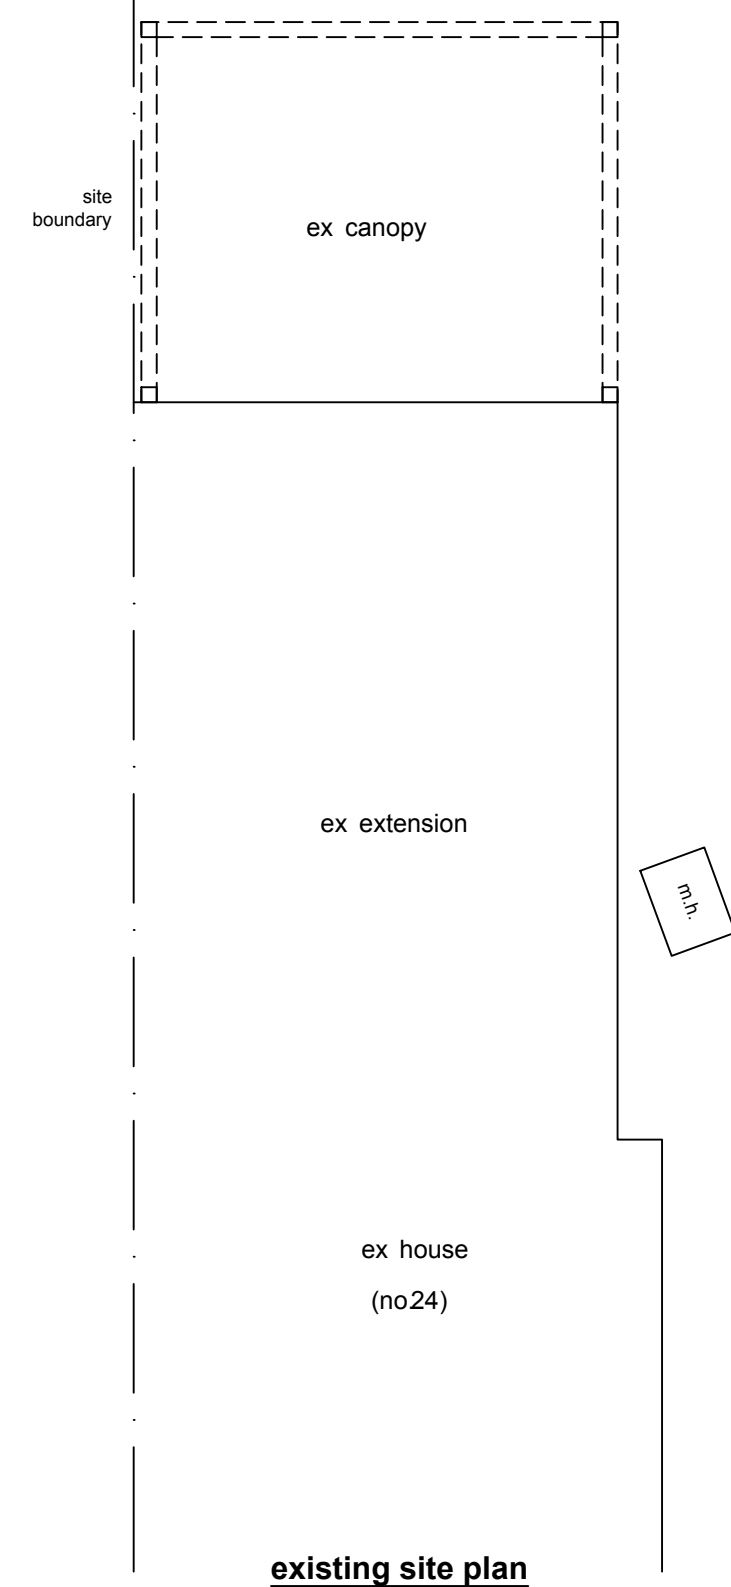 site
boundary
ex canopy
ex extension
m.h.
ex house
(no24)
existing site plan